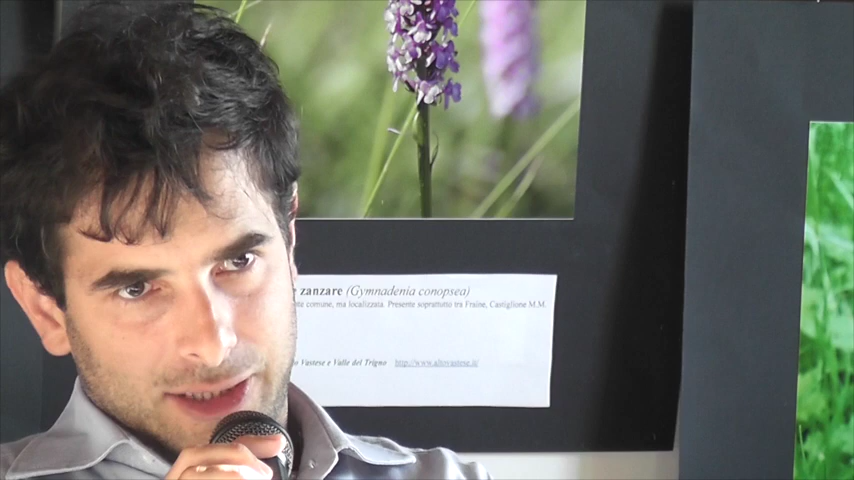 e zanzare (Gymnadenia conopsea)
nte comune, ma localizzata. Presente soprattutto tra Fraine, Castiglione M.M.
o Vastese e Valle del Trigno http://www.altovastese.it/